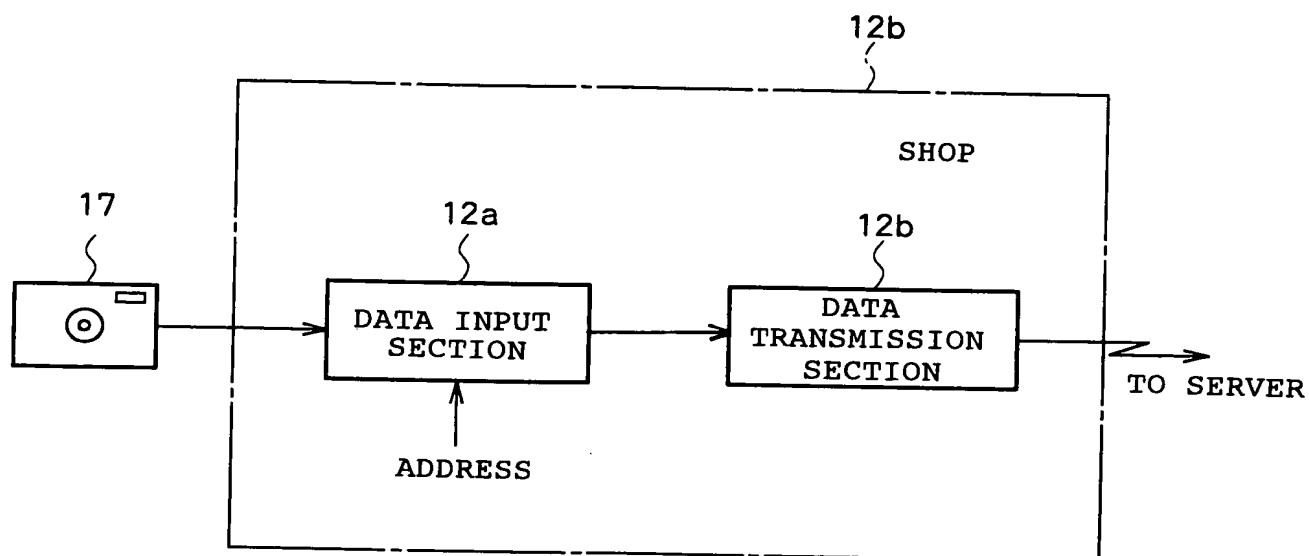 12b
SHOP
17
12a
12b
DATA INPUT
SECTION
DATA
TRANSMISSION
SECTION
TO SERVER
ADDRESS